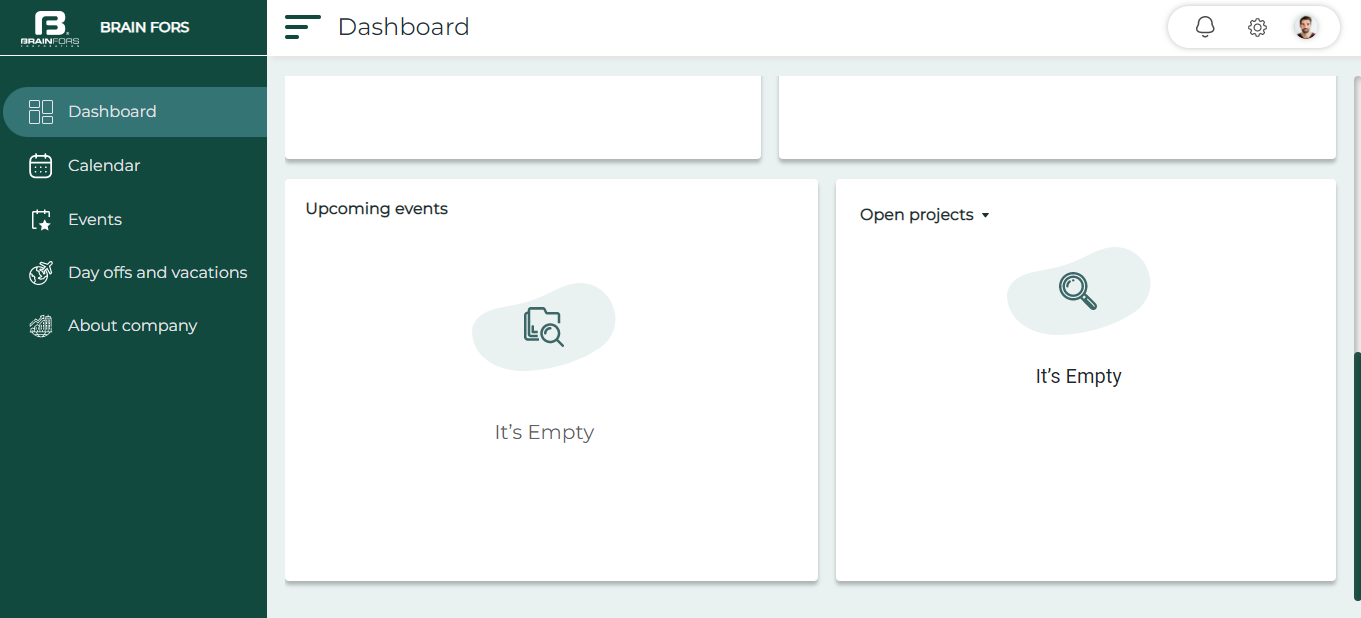 BRAINFORS
BRAIN FORS
Dashboard
Dashboard
Calendar
Events
Day offs and vacations
About company
Upcoming events
It’s Empty
Open projects
It’s Empty